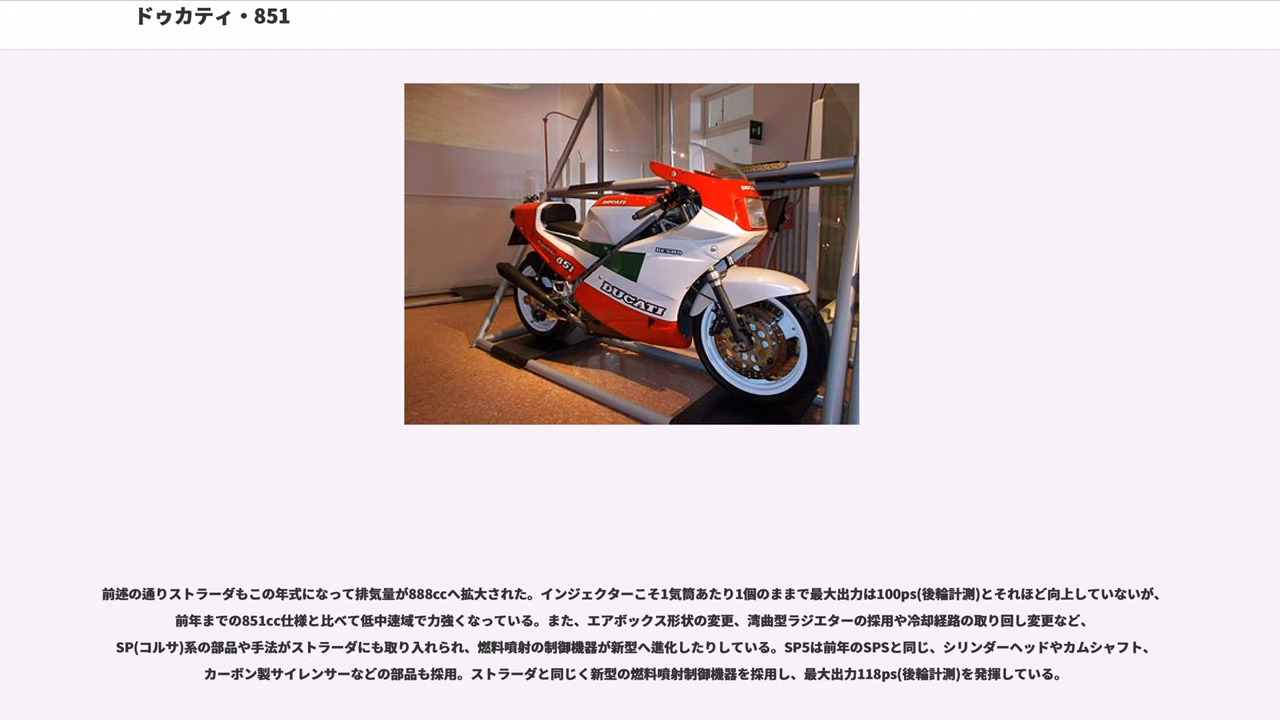 ドゥカティ・851
DUCATI
DESMO
851
DUCATI
前述の通りストラーダもこの年式になって排気量が888ccへ拡大された。インジェクターこそ1気筒あたり1個のままで最大出力は100ps(後輪計測)とそれほど向上していないが、
前年までの851cc仕様と比べて低中速域で力強くなっている。また、エアボックス形状の変更、湾曲型ラジエターの採用や冷却経路の取り回し変更など、
SP(コルサ)系の部品や手法がストラーダにも取り入れられ、燃料噴射の制御機器が新型へ進化したりしている。SP5は前年のSPSと同じ、シリンダーヘッドやカムシャフト、
カーボン製サイレンサーなどの部品も採用。ストラーダと同じく新型の燃料噴射制御機器を採用し、最大出力118ps(後輪計測)を発揮している。